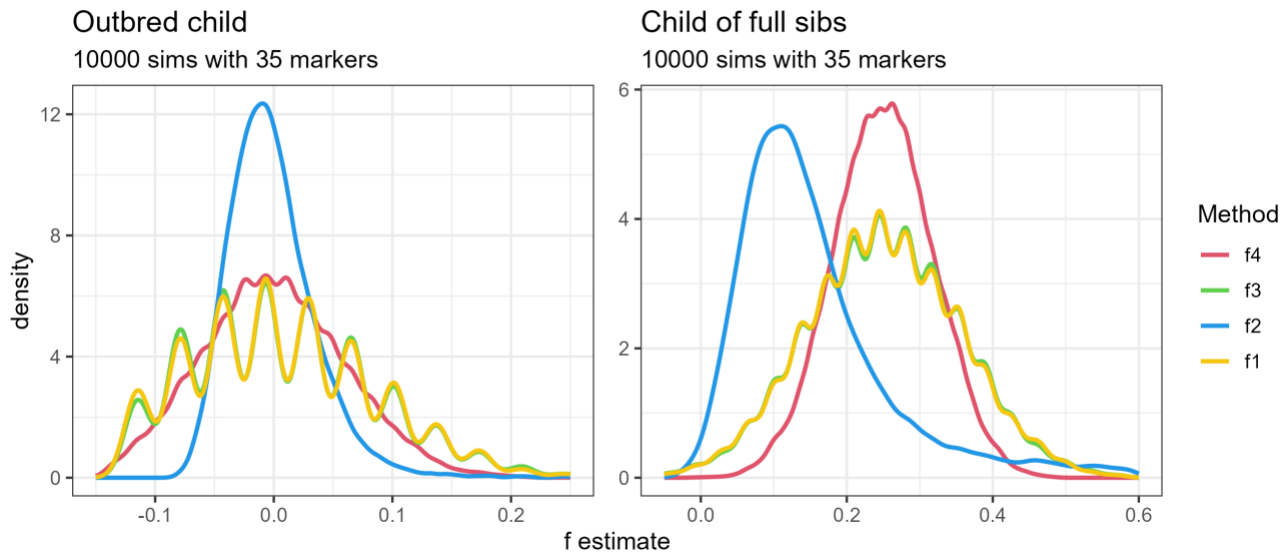 Outbred child
10000 sims with 35 markers
Child of full sibs
10000 sims with 35 markers
density
12
8
4
0
-0.1
0.0
0.1
0.2
6
4
2
0
0.0
0.2
0.4
0.6
f estimate
Method
f4
f3
f2
f1